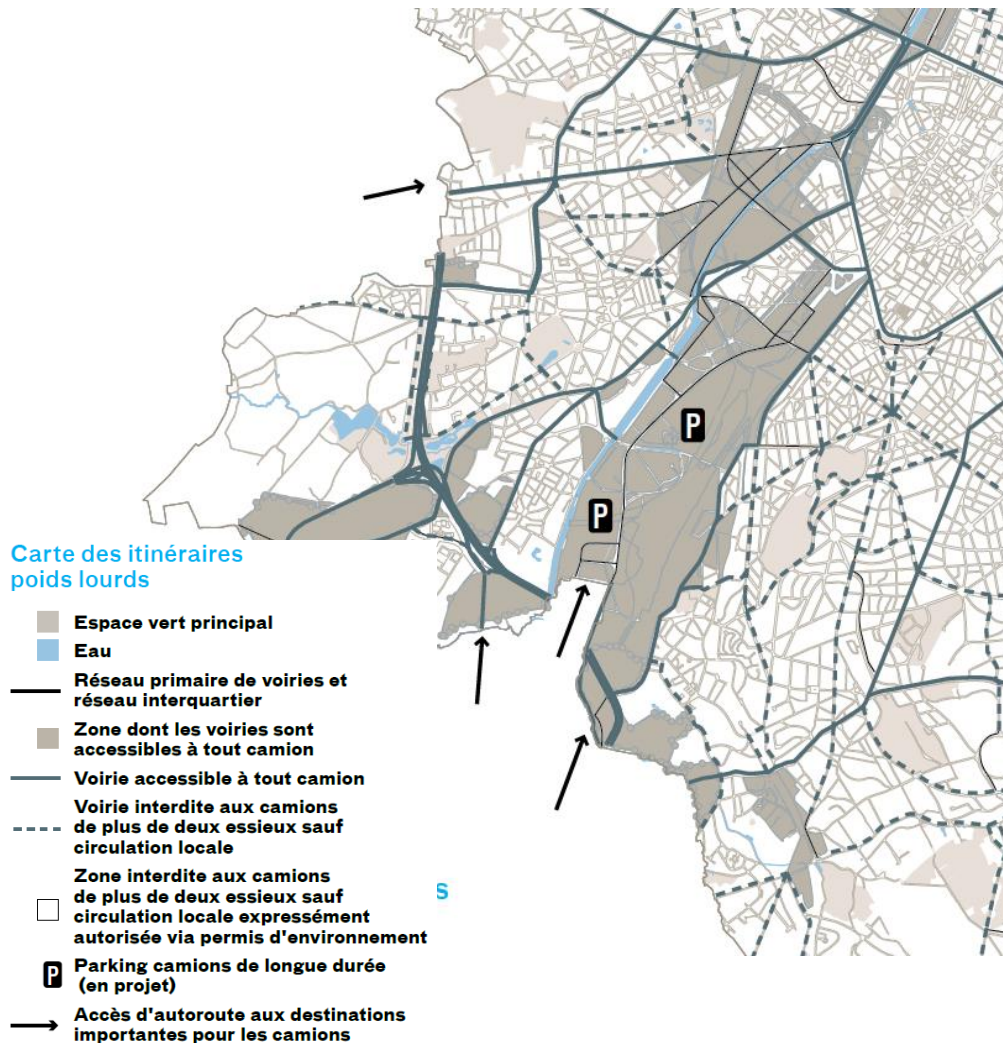 P
P
Carte des itinéraires
poids lourds
Espace vert principal
Eau
Réseau primaire de voiries et
réseau interquartier
Zone dont les voiries sont
accessibles à tout camion
Voirie accessible à tout camion
Voirie interdite aux camions
de plus de deux essieux sauf
circulation locale
Zone interdite aux camions
de plus de deux essieux sauf
circulation locale expressément
autorisée via permis d'environnement
s
P Parking camions de longue durée
(en projet)
Accès d'autoroute aux destinations
importantes pour les camions